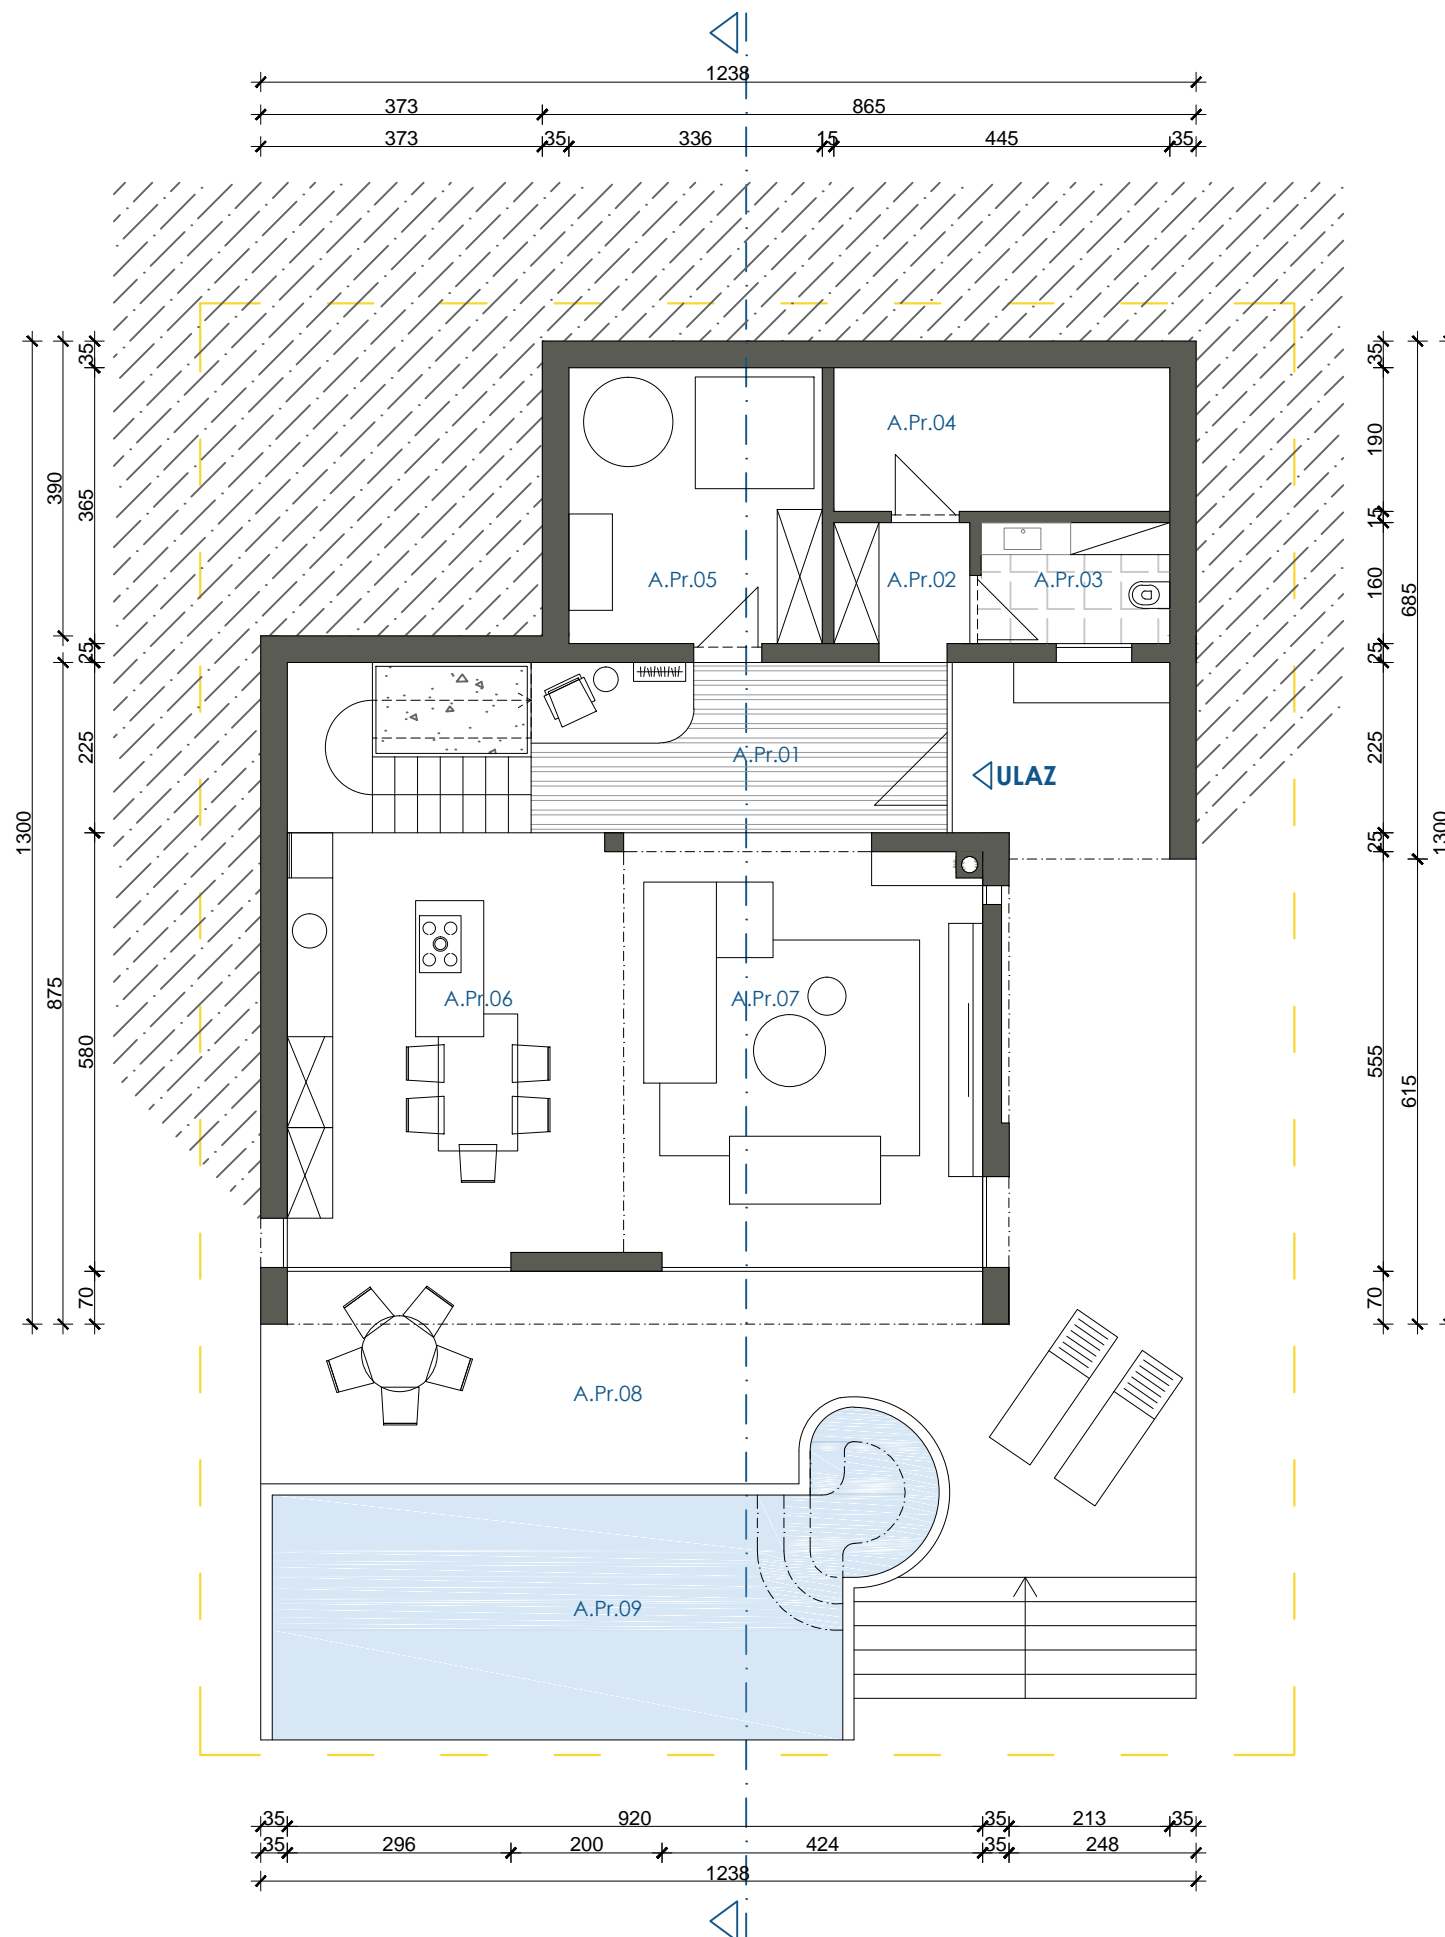 1238
373 865
373 35 336 15 445 35
35 365 25 225 580 70
390 875
1300
35 190 15 160 25 225 25 555 70
685 615
1300
A.Pr.04
A.Pr.05 A.Pr.02 A.Pr.03
A.Pr.01
ULAZ
A.Pr.06 A.Pr.07
A.Pr.08
A.Pr.09
35 920 35 213 35
35 296 200 424 35 248
1238